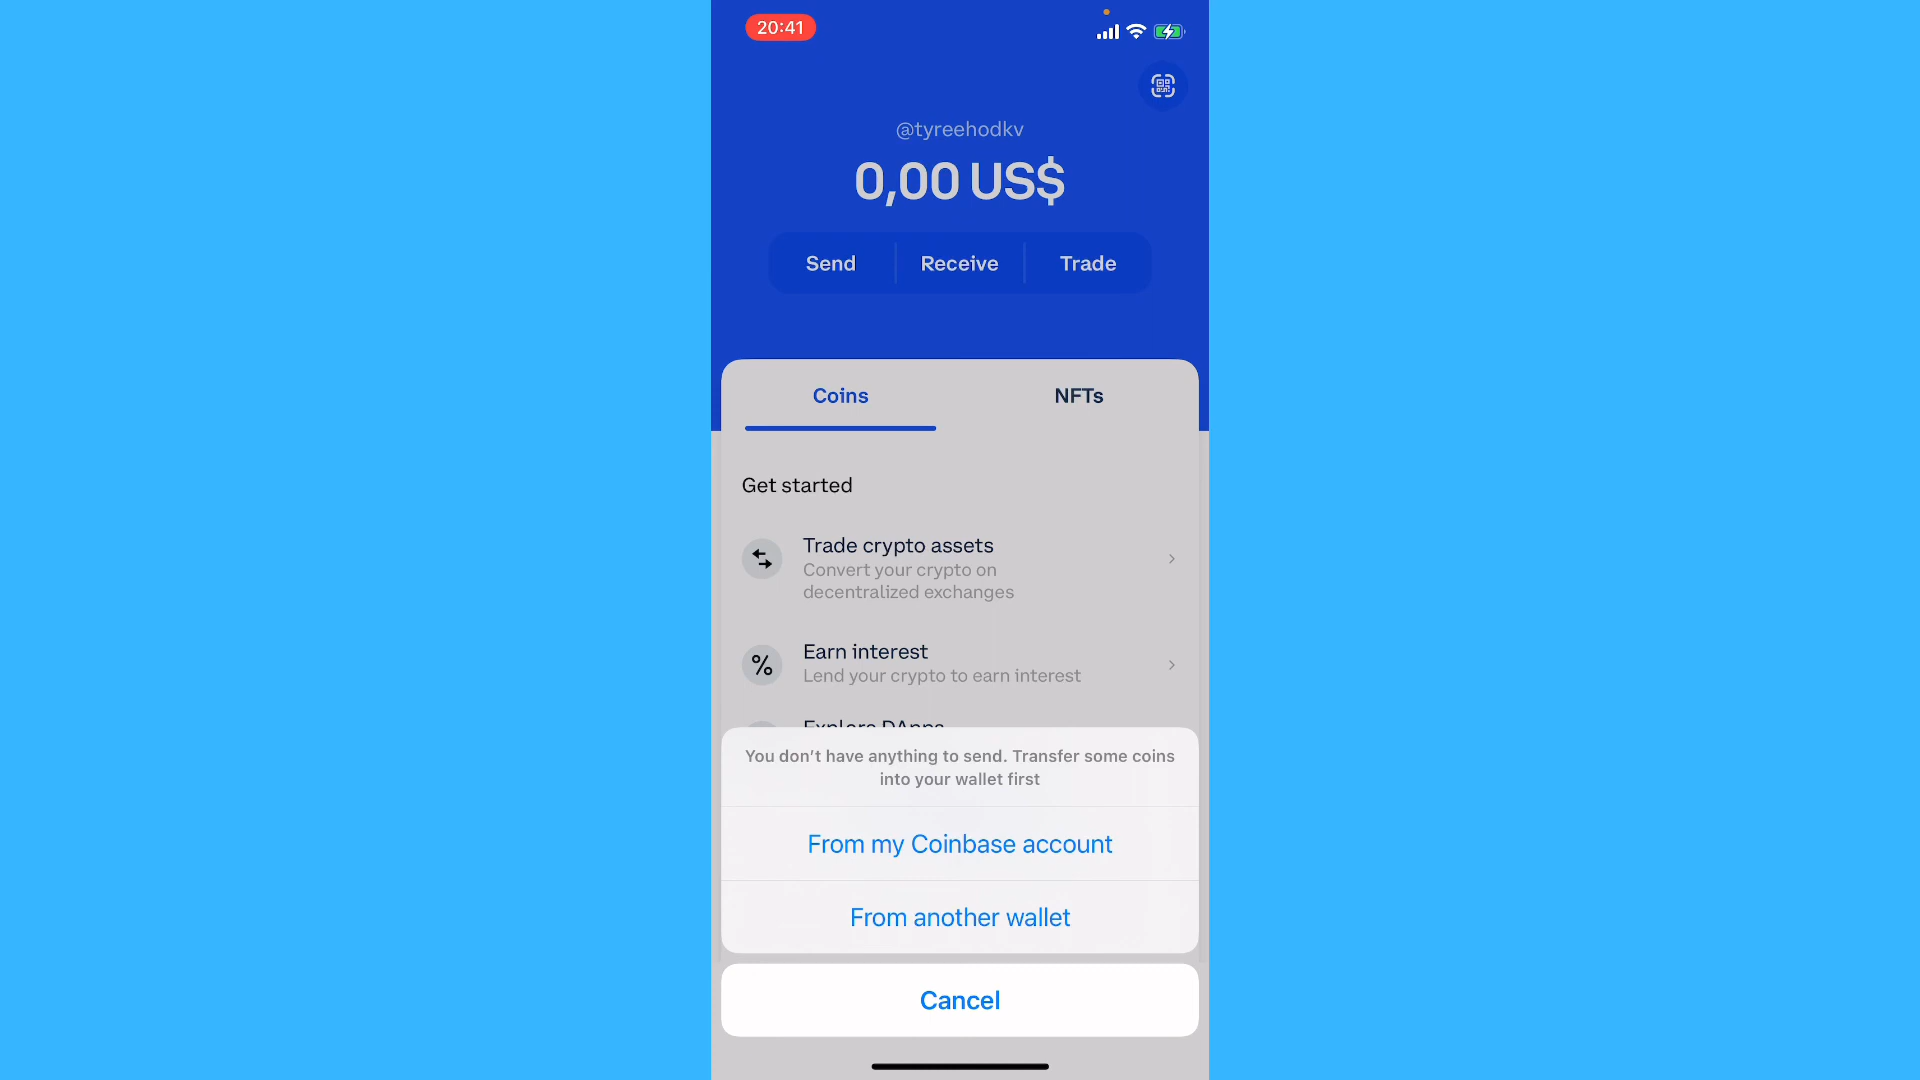 20:41
@tyreehodkv
0,00 US$
Send
Receive
Trade
Coins
NFTs
Get started
Trade crypto assets
Convert your crypto on
decentralized exchanges
%
Earn interest
Lend your crypto to earn interest
Explore DApps
You don't have anything to send. Transfer some coins
into your wallet first
From my Coinbase account
From another wallet
Cancel